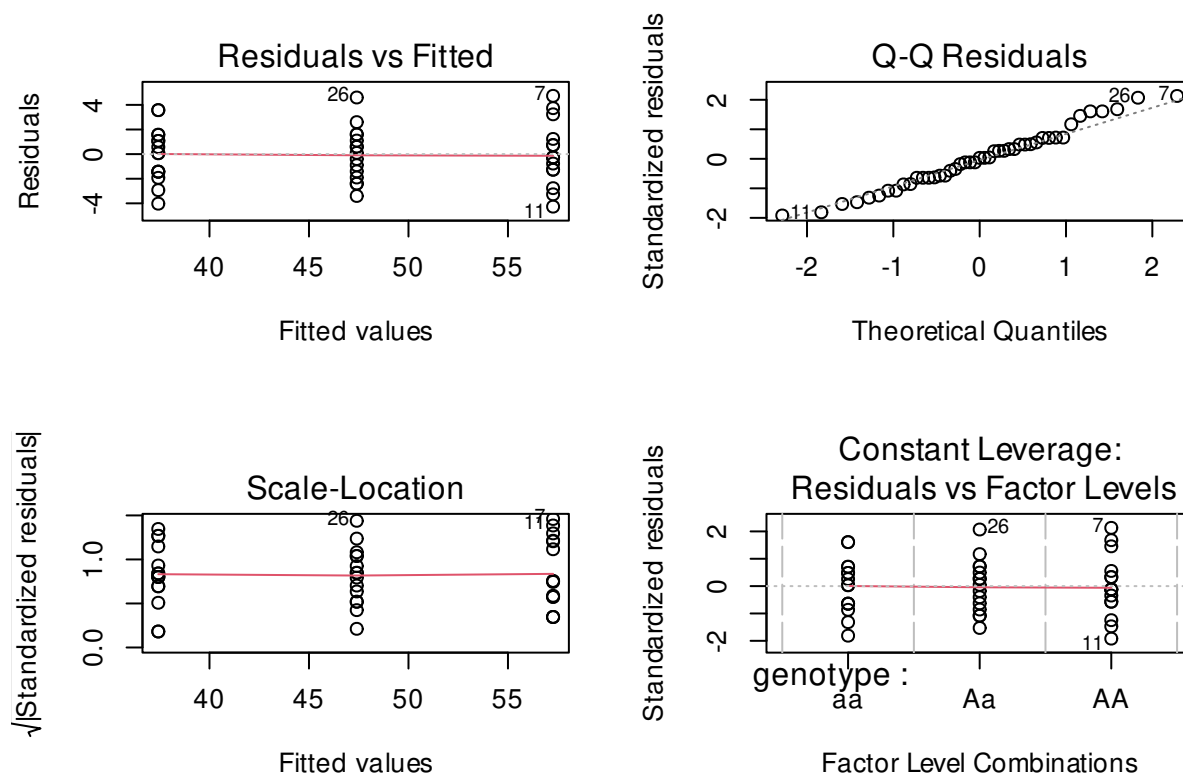 Residuals vs Fitted
Residuals
-4 0 4
26
7
11
40 45 50 55
Fitted values
Q-Q Residuals
Standardized residuals
-2 0 2
11
26
7
-2 -1 0 1 2
Theoretical Quantiles
Scale-Location
√|Standardized residuals|
0.0 1.0
26
7
11
40 45 50 55
Fitted values
Constant Leverage:
Residuals vs Factor Levels
Standardized residuals
-2 0 2
26
7
11
genotype :
aa Aa AA
Factor Level Combinations